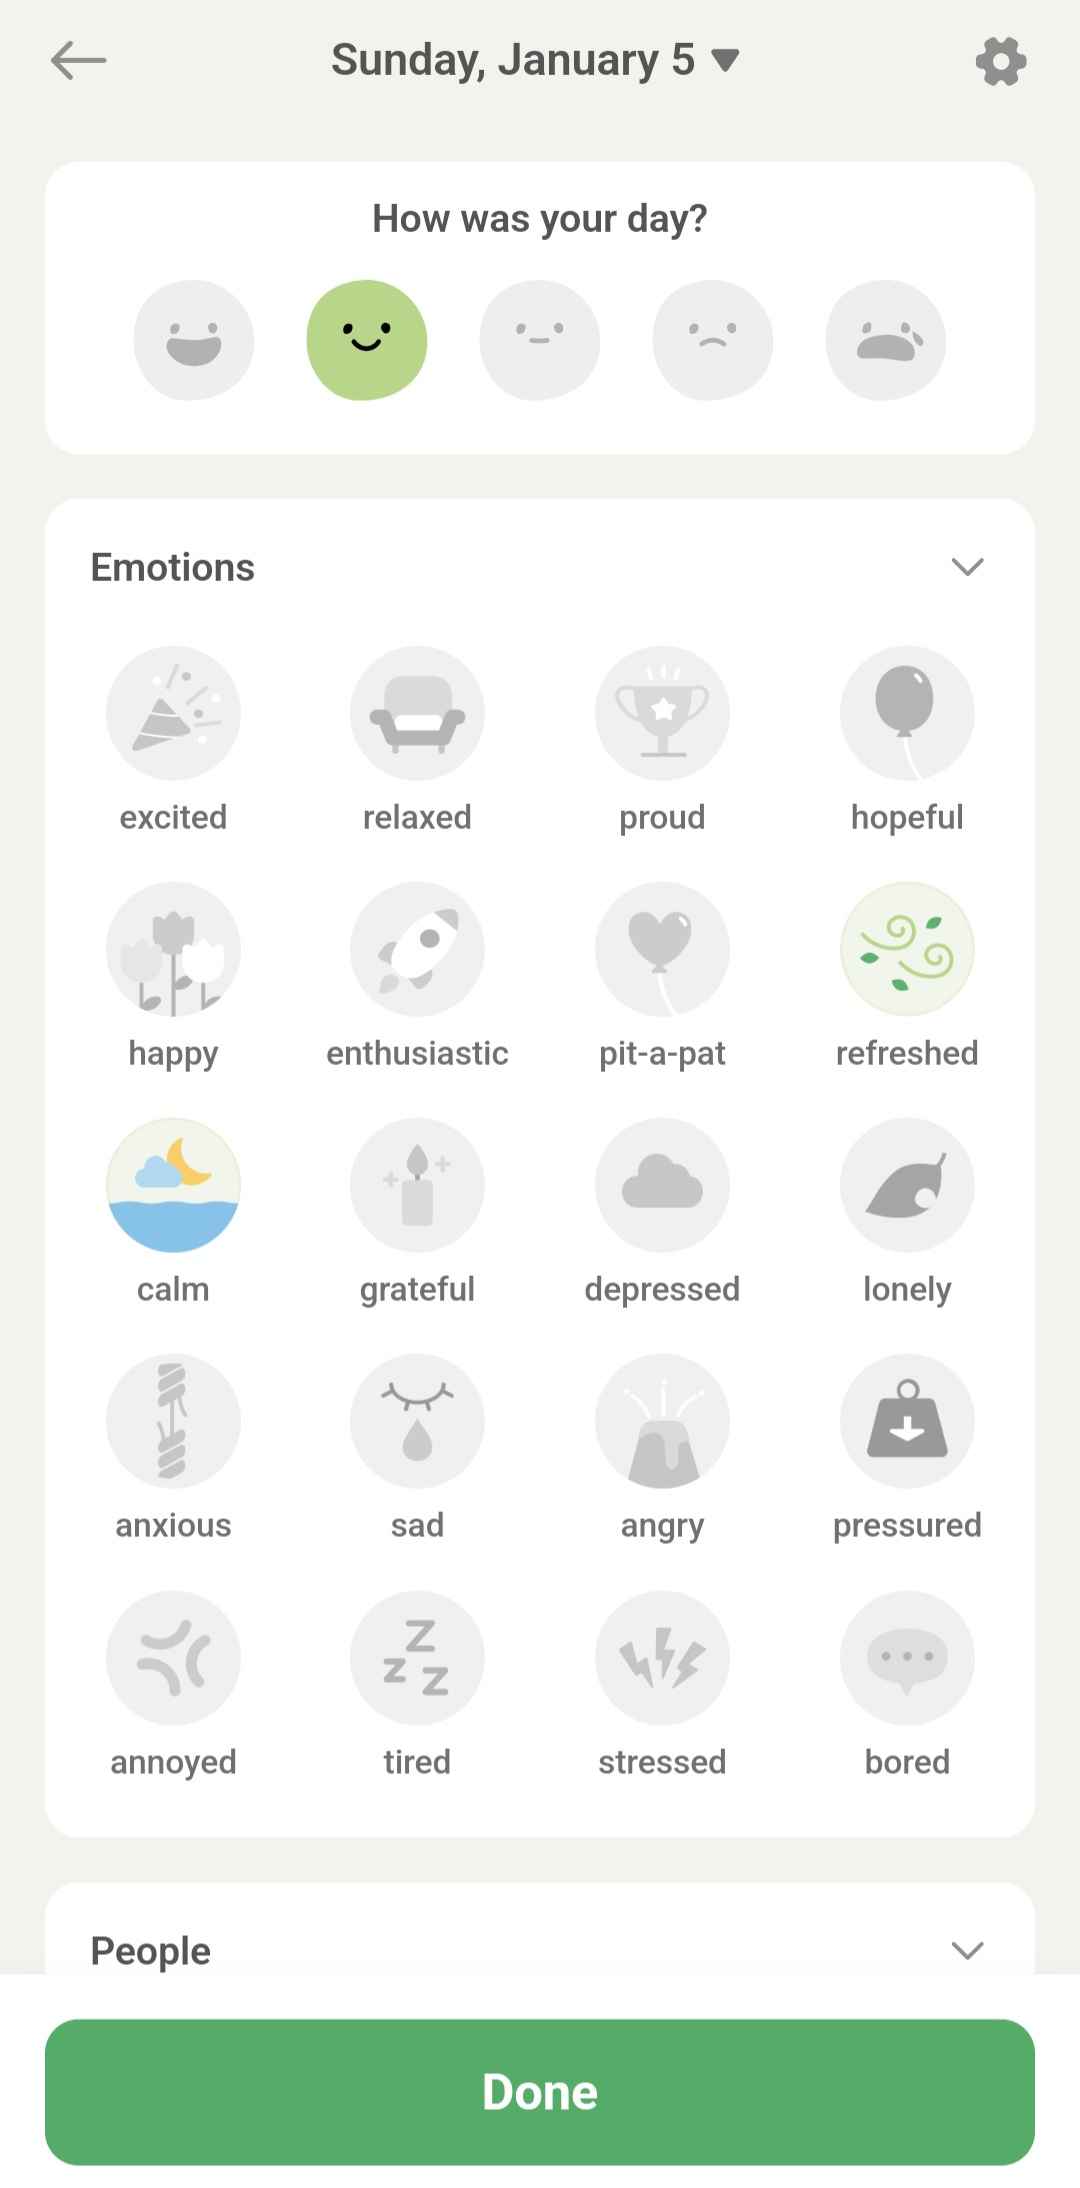 Sunday, January 5
How was your day?
Emotions
excited relaxed proud hopeful
happy enthusiastic pit-a-pat refreshed
calm grateful depressed lonely
anxious sad angry pressured
z z z
annoyed tired stressed bored
People
Done